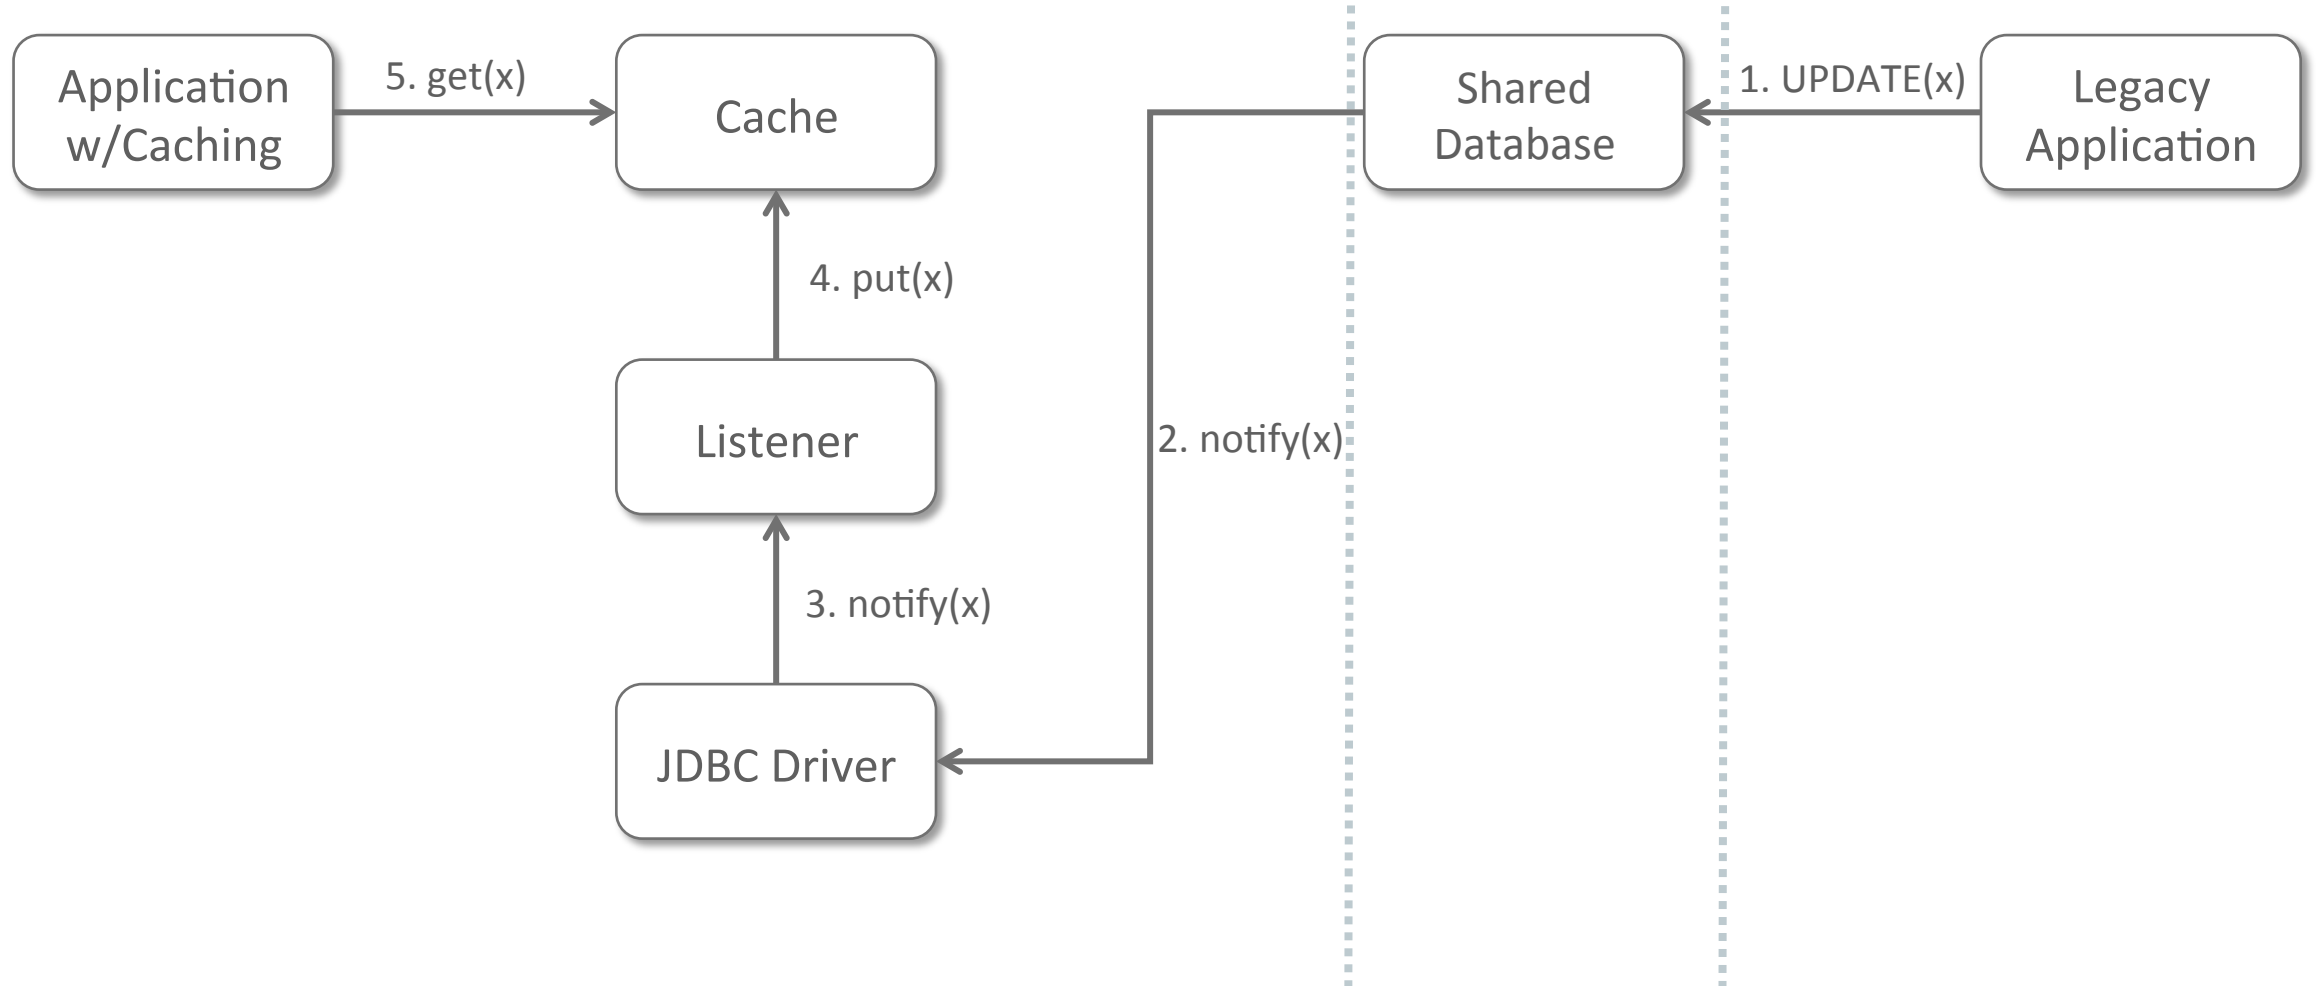 Application
w/Caching
5. get(x)
Cache
Shared
Database
1. UPDATE(x)
Legacy
Application
4. put(x)
Listener
2. notify(x)
3. notify(x)
JDBC Driver